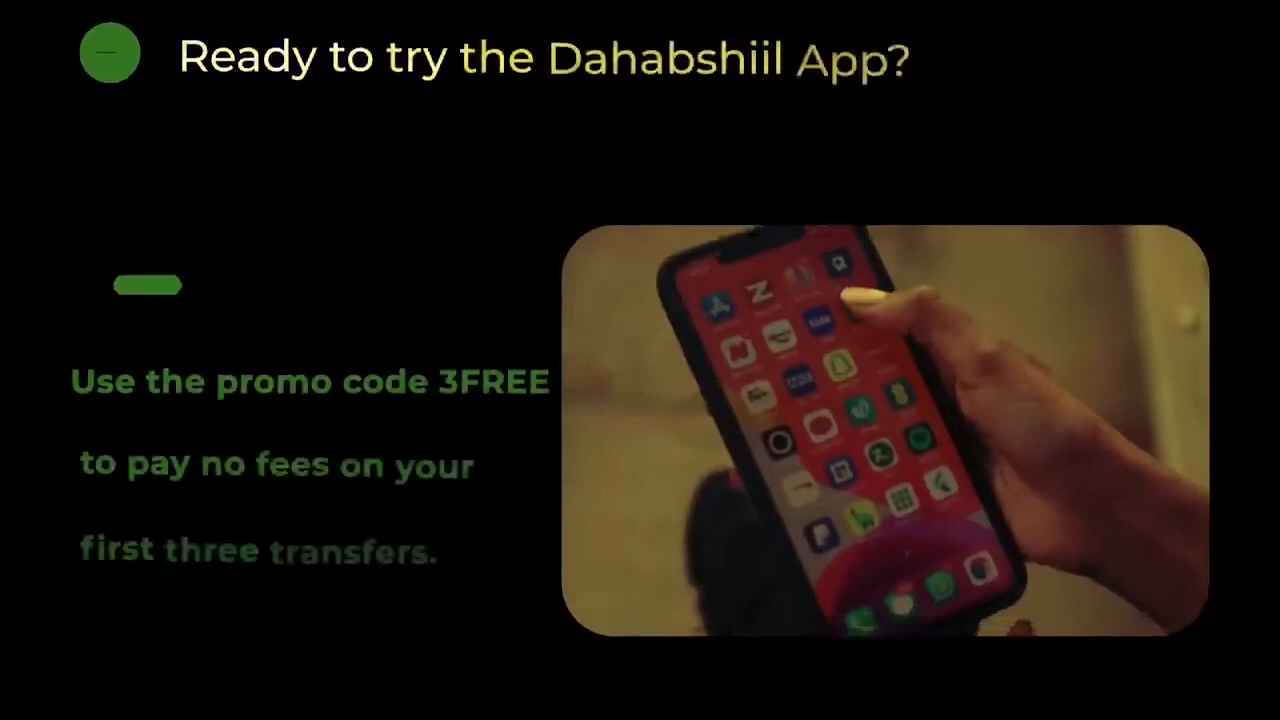 Ready to try the Dahabshiil App?
Use the promo code 3FREE
to pay no fees on your
first three transfers.